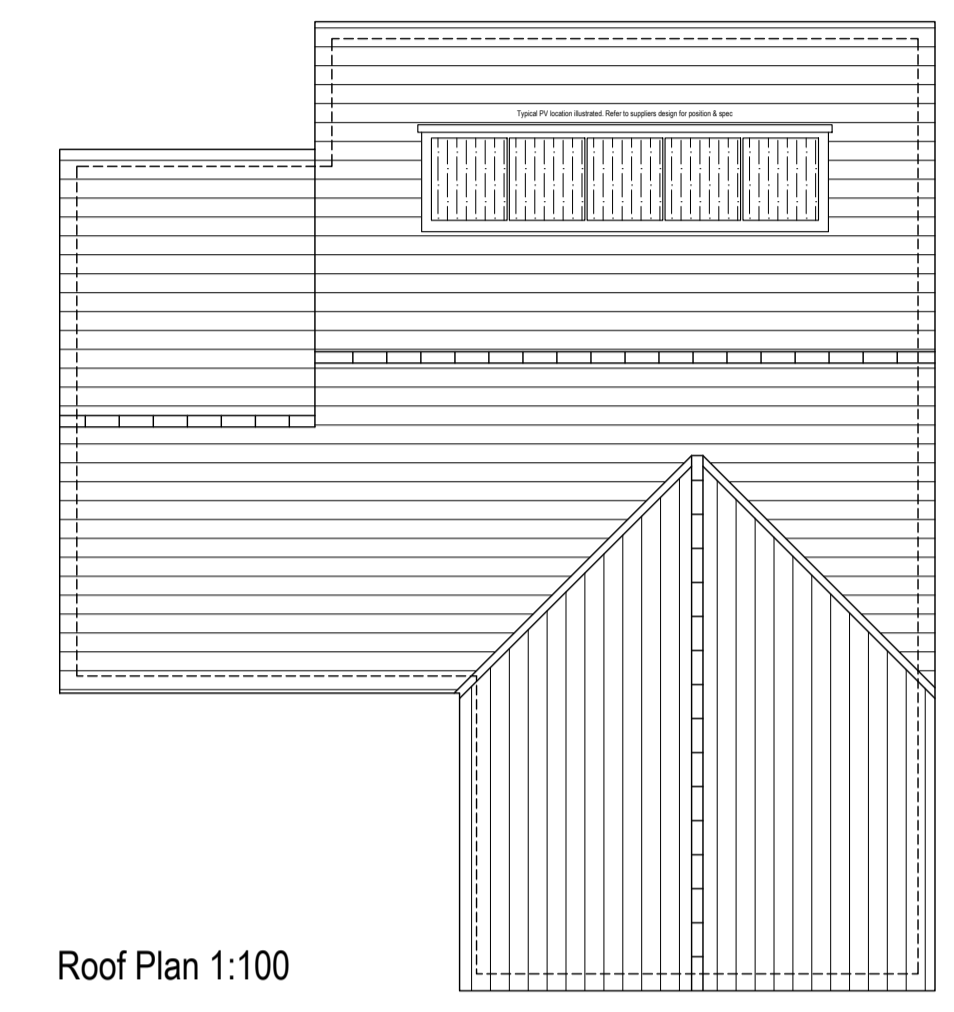 Typical PV location illustrated. Refer to suppliers design for position & spec
Roof Plan 1:100